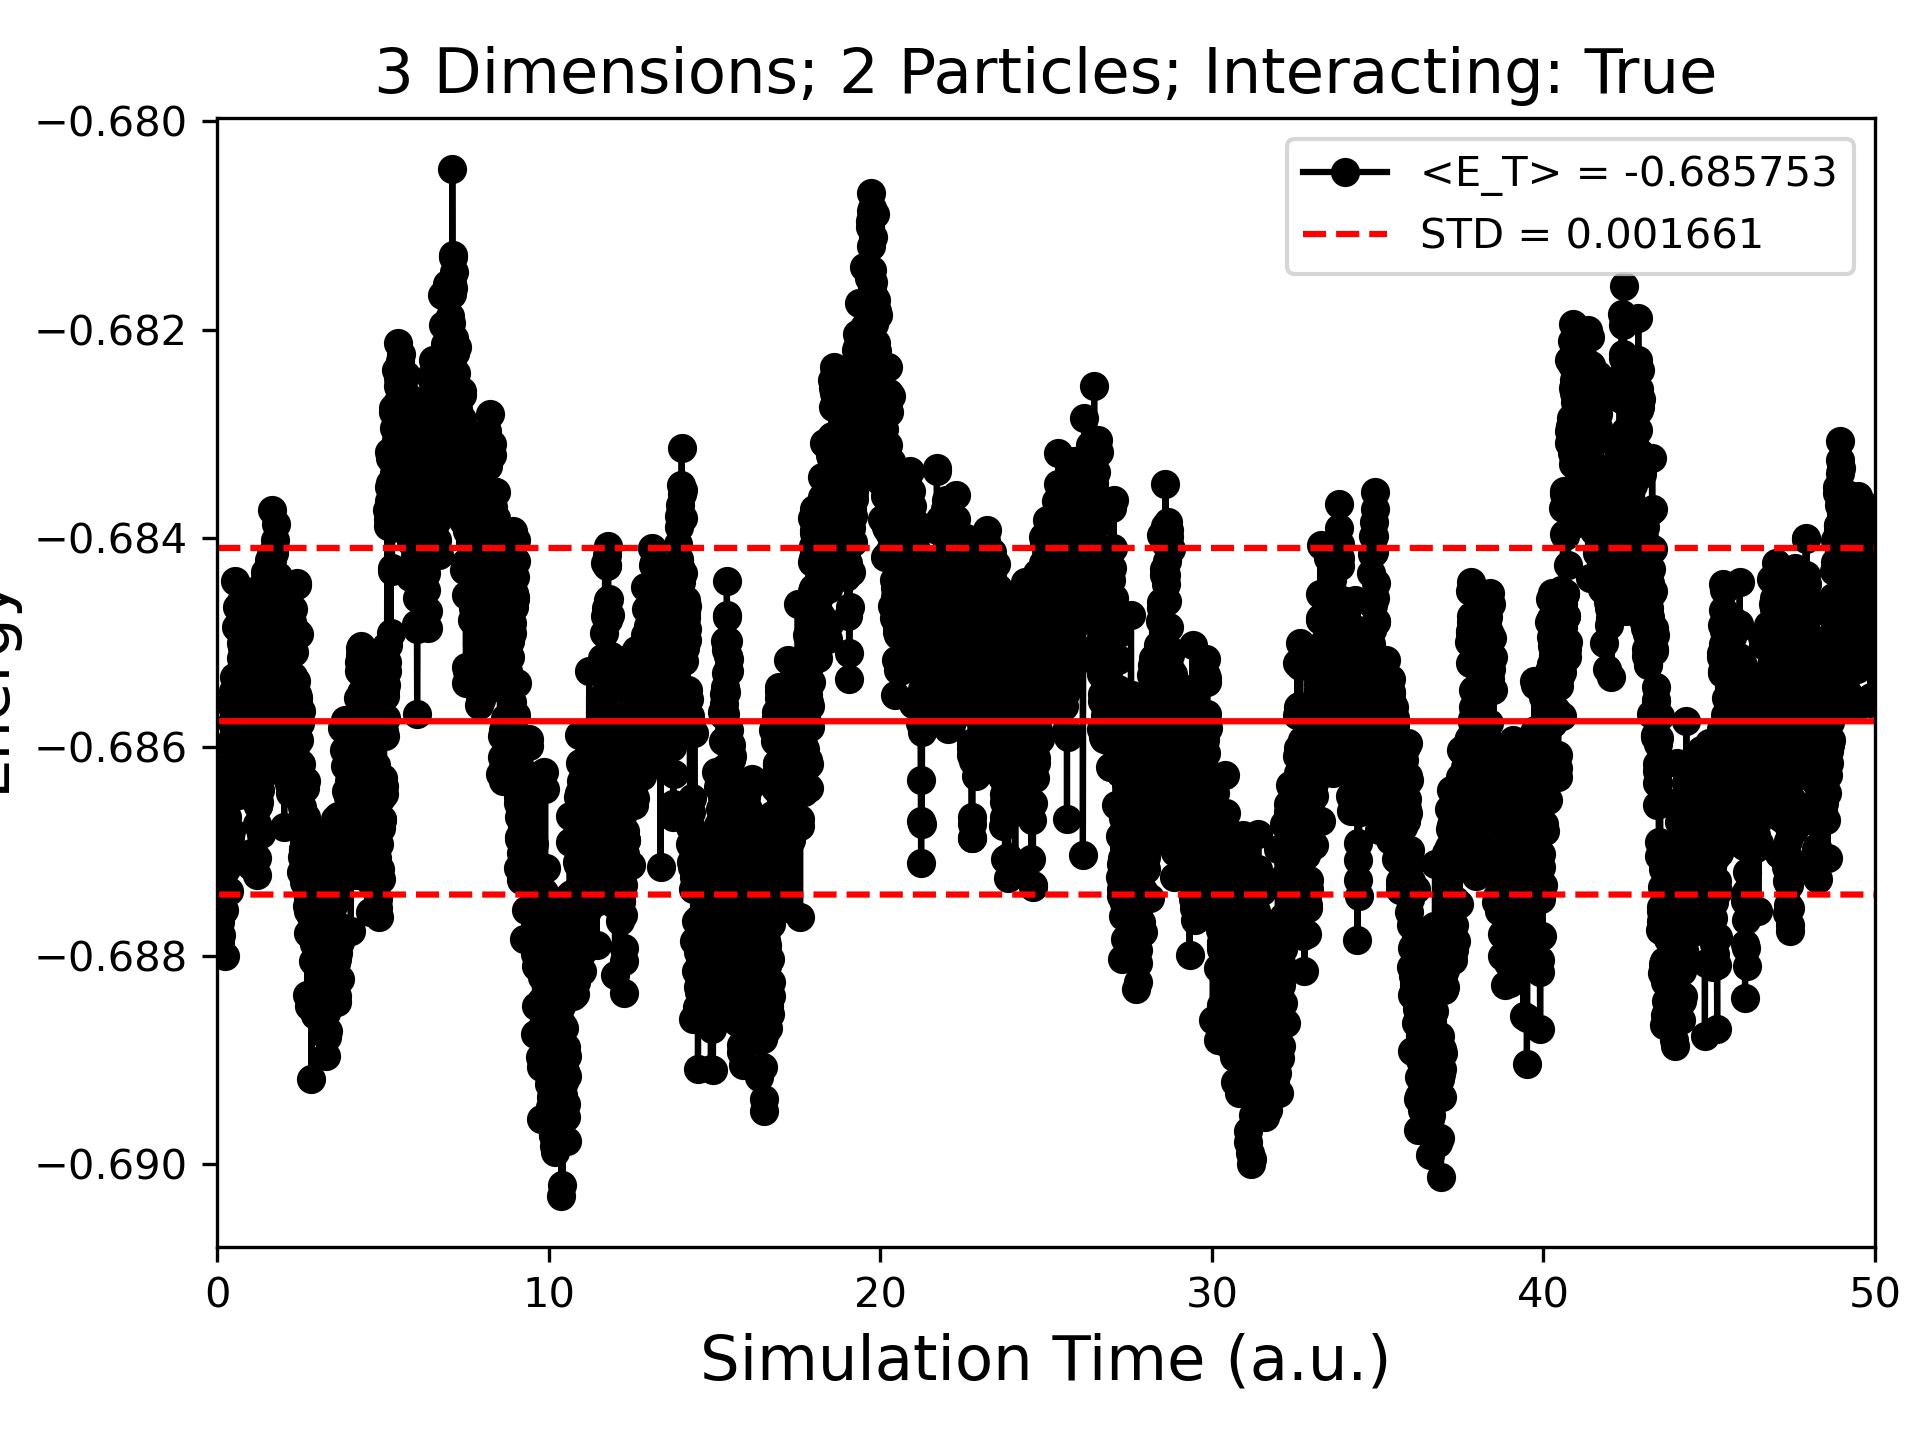 3 Dimensions; 2 Particles; Interacting: True
<E_T> = -0.685753
STD = 0.001661
−0.680
−0.682
−0.684
−0.686
−0.688
−0.690
Energy
0 10 20 30 40 50
Simulation Time (a.u.)